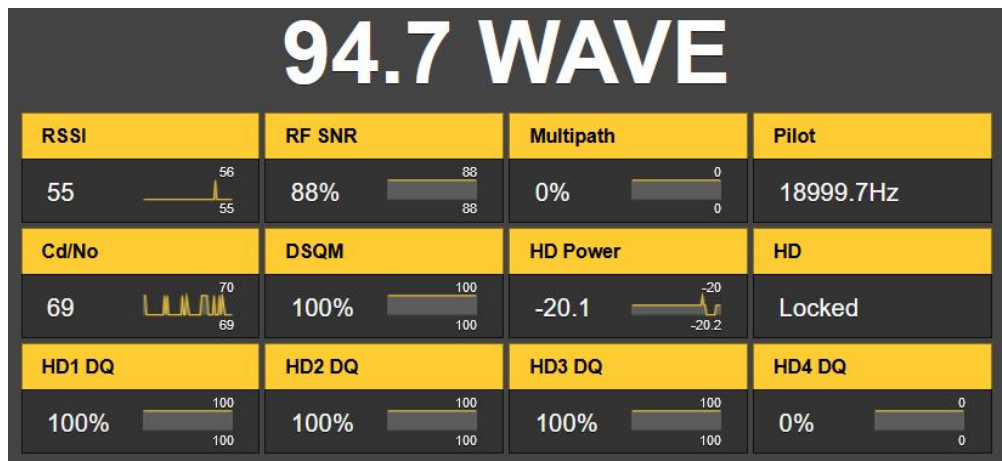 94.7 WAVE
RSSI RF SNR Multipath Pilot
56 88 0
55 88% 0% 18999.7Hz
55 88 0
Cd/No DSQM HD Power HD
70 100 -20
69 100% -20.1 Locked
69 100 -20.2
HD1 DQ HD2 DQ HD3 DQ HD4 DQ
100 100 100 0
100% 100% 100% 0%
100 100 100 0